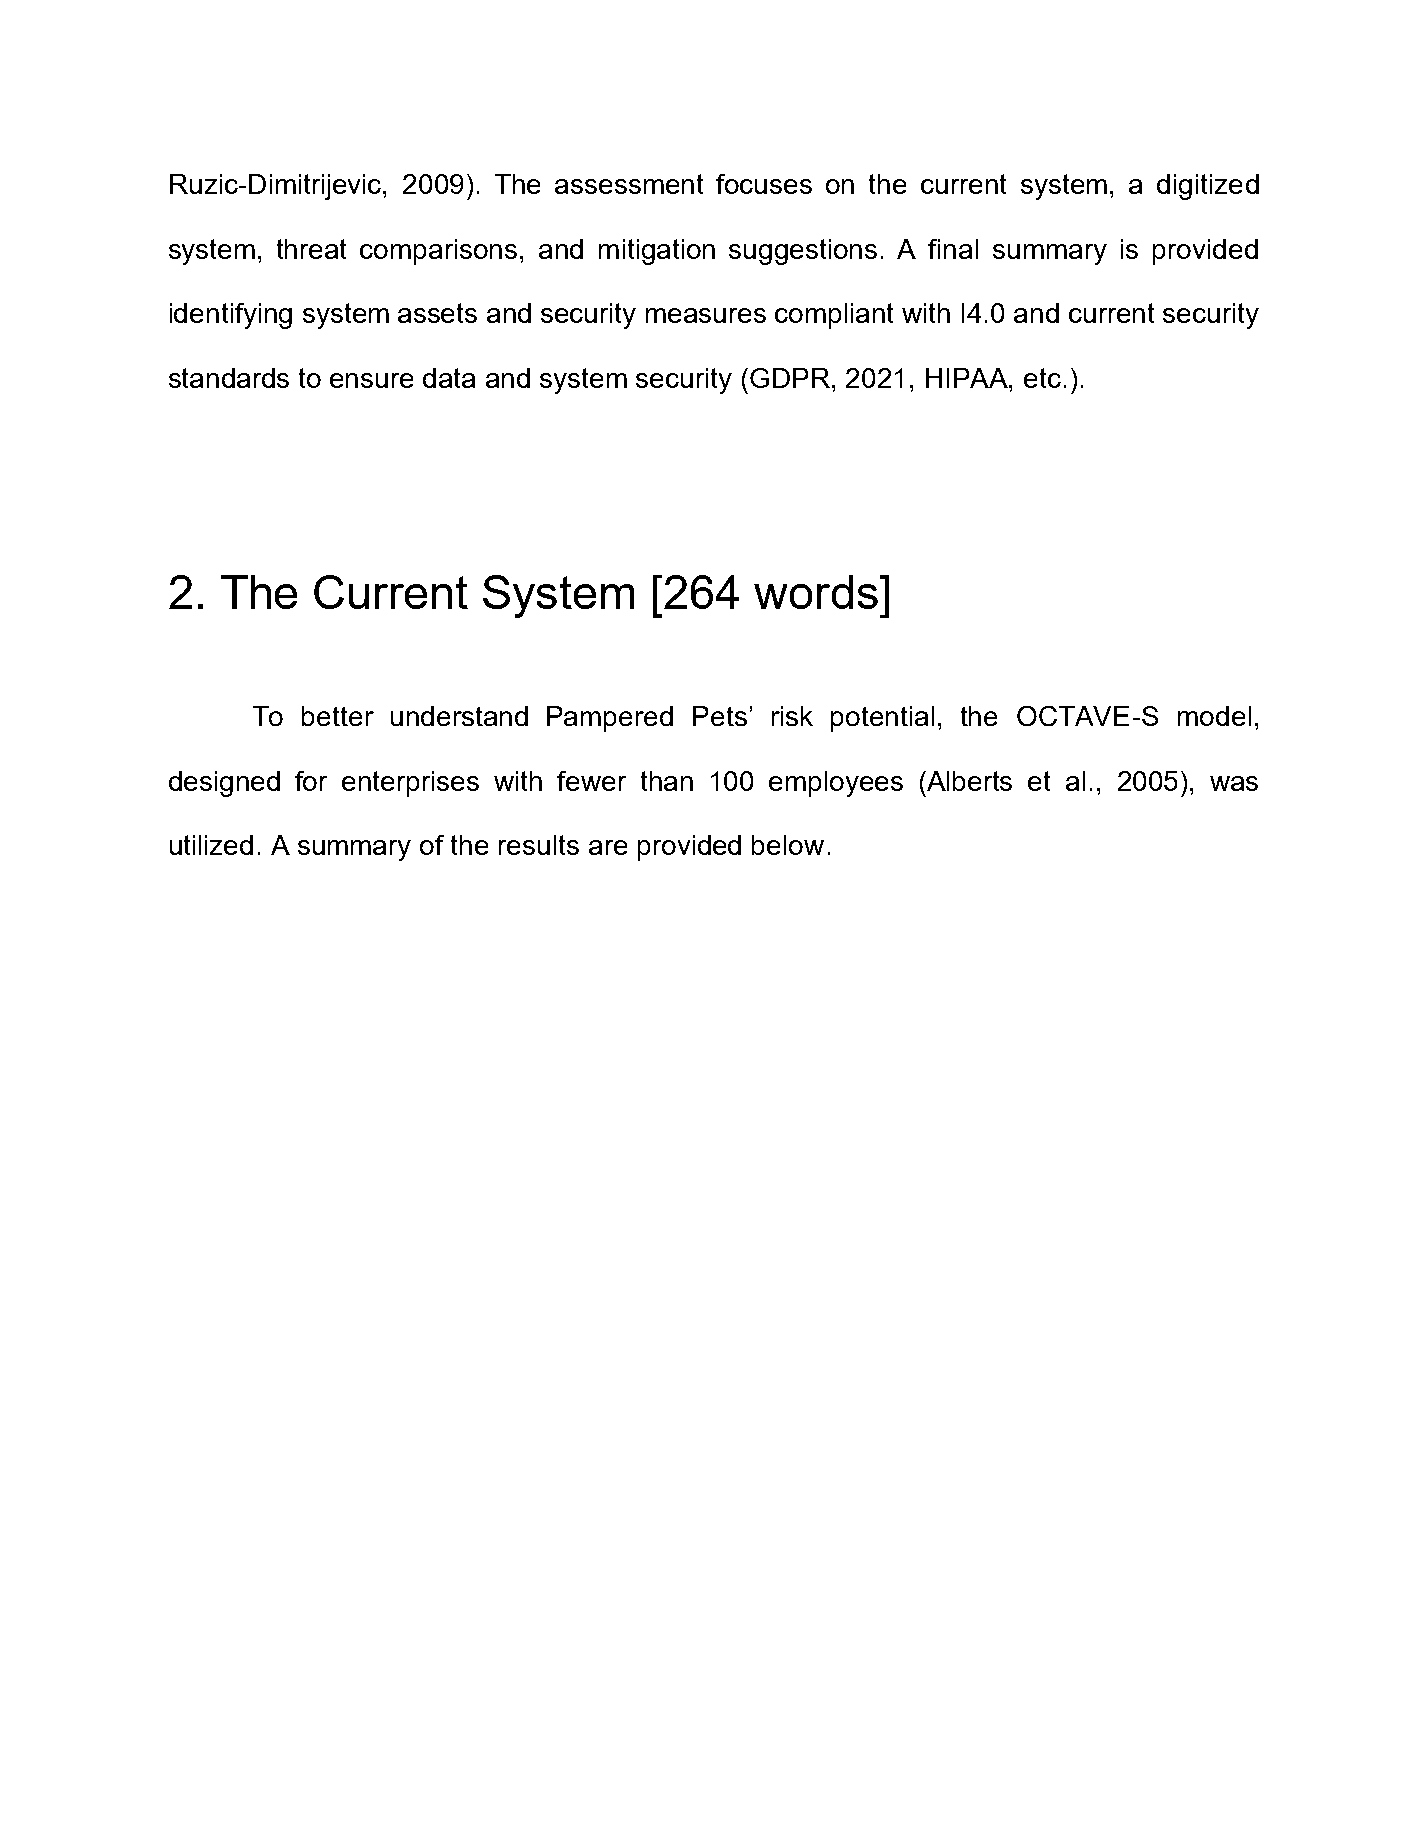 Ruzic-Dimitrijevic, 2009). The assessment focuses on the current system, a digitized
system, threat comparisons, and mitigation suggestions. A final summary is provided
identifying system assets and security measures compliant with I4.0 and current security
standards to ensure data and system security (GDPR, 2021, HIPAA, etc.).
2. The Current System [264 words]
To better understand Pampered Pets’ risk potential, the OCTAVE-S model,
designed for enterprises with fewer than 100 employees (Alberts et al., 2005), was
utilized. A summary of the results are provided below.